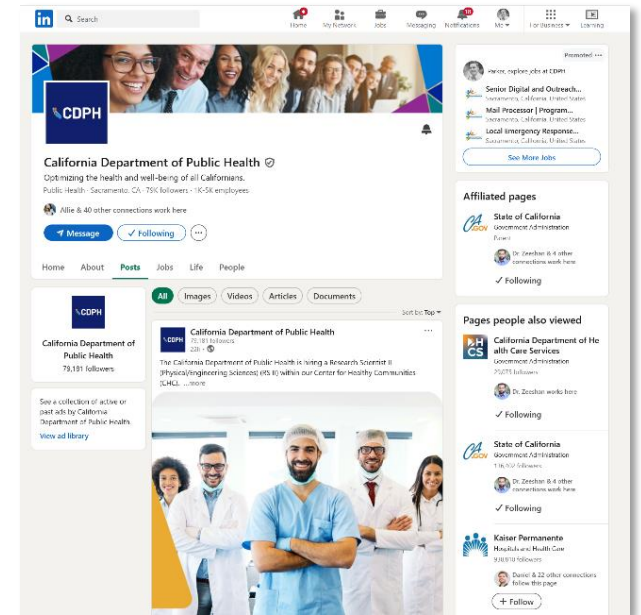 in
Search
Home
My Network
Jobs
Messaging
Notifications
Me
For Business
Learning
CDPH
California Department of Public Health
Optimizing the health and well-being of all Californians.
Public Health · Sacramento, CA · 79K followers · 1K-5K employees
Allie & 40 other connections work here
Message
Following
Home
About
Posts
Jobs
Life
People
CDPH
California Department of
Public Health
79,181 followers
See a collection of active or
past ads by California
Department of Public Health.
View ad library
All
Images
Videos
Articles
Documents
Sort by: Top
CDPH
California Department of Public Health
79,181 followers
The California Department of Public Health is hiring a Research Scientist II
(Physical/Engineering Sciences) (RS II) within our Center for Healthy Communities
(CHC). ...more
Promoted ...
Parker, explore jobs at CDPH
Senior Digital and Outreach...
Sacramento, California, United States
Mail Processor | Program...
Sacramento, California, United States
Local Emergency Response...
Sacramento, California, United States
See More Jobs
Affiliated pages
State of California
Government Administration
Parent
Dr. Zeeshan & 4 other
connections work here
Following
Pages people also viewed
California Department of He
alth Care Services
Government Administration
followers
Dr. Zeeshan works here
Following
State of California
Government Administration
followers
Dr. Zeeshan & 4 other
connections work here
Following
Kaiser Permanente
Hospitals and Health Care
followers
Daniel & 22 other connections
follow this page
+ Follow